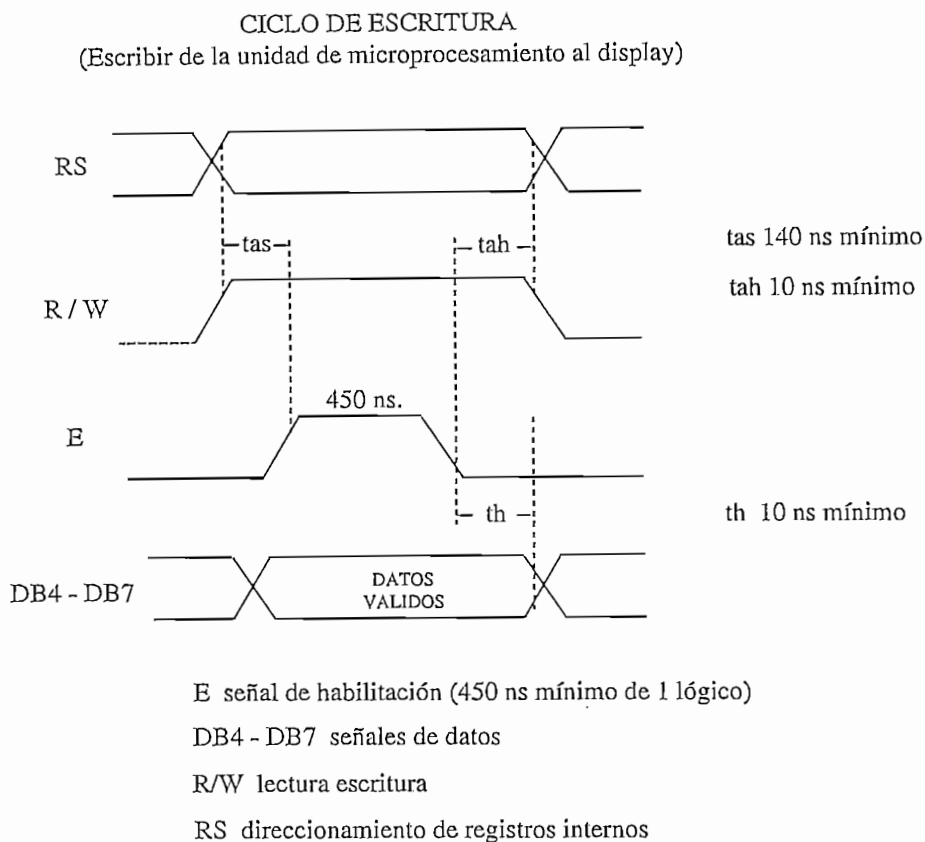 CICLO DE ESCRITURA
(Escribir de la unidad de microprocesamiento al display)
RS
tas
tah
tas 140 ns mínimo
R / W
tah 10 ns mínimo
450 ns.
E
th
th 10 ns mínimo
DB4 - DB7
DATOS
VALIDOS
E señal de habilitación (450 ns mínimo de 1 lógico)
DB4 - DB7 señales de datos
R/W lectura escritura
RS direccionamiento de registros internos